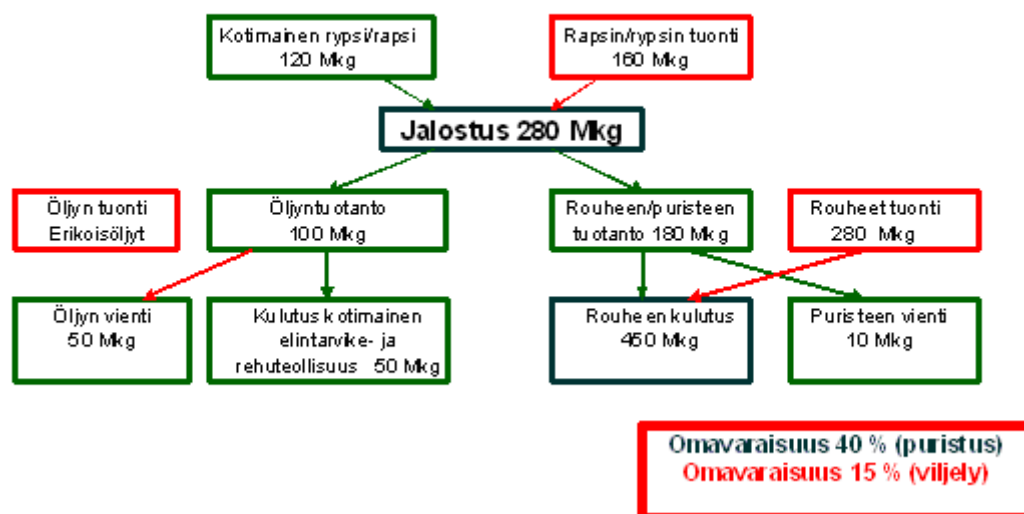 Kotimainen rypsi/rapsi
120 Mkg
Rapsin/rypsin tuonti
160 Mkg
Jalostus 280 Mkg
Öljyn tuonti
Erikoisöljyt
Öljyntuotanto
100 Mkg
Rouheen/puristeen
tuotanto 180 Mkg
Rouheet tuonti
280 Mkg
Öljyn vienti
50 Mkg
Kulutus kotimainen
elintarvike- ja
rehuteollisuus 50 Mkg
Rouheen kulutus
450 Mkg
Puristeen vienti
10 Mkg
Omavaraisuus 40 % (puristus)
Omavaraisuus 15 % (viljely)